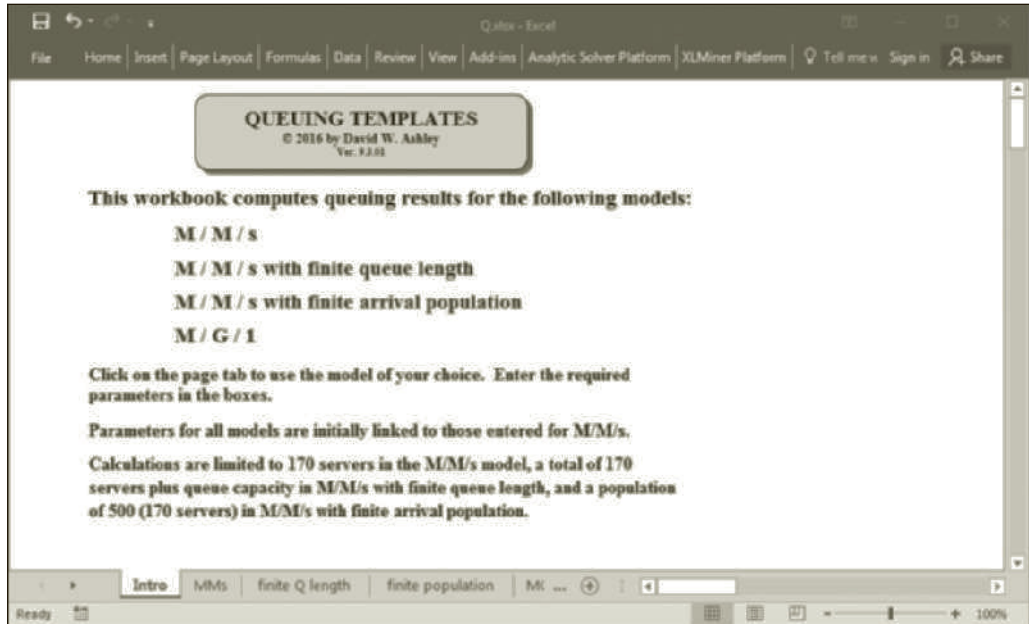 Q.xlsx - Excel
File Home Insert Page Layout Formulas Data Review View Add-ins Analytic Solver Platform XLMiner Platform Tell me w Sign in Share
QUEUING TEMPLATES
© 2016 by David W. Ashley
Ver. 9.3.01
This workbook computes queuing results for the following models:
M / M / s
M / M / s with finite queue length
M / M / s with finite arrival population
M / G / 1
Click on the page tab to use the model of your choice. Enter the required
parameters in the boxes.
Parameters for all models are initially linked to those entered for M/M/s.
Calculations are limited to 170 servers in the M/M/s model, a total of 170
servers plus queue capacity in M/M/s with finite queue length, and a population
of 500 (170 servers) in M/M/s with finite arrival population.
Intro MMs finite Q length finite population ...
Ready 100%